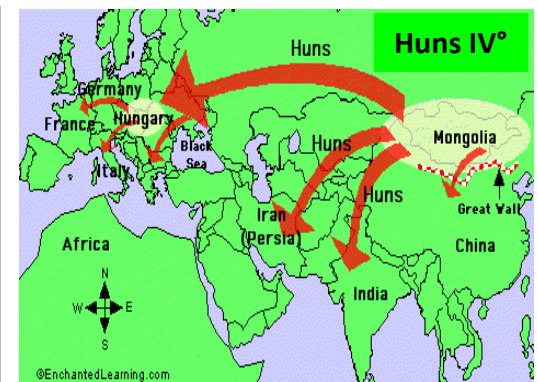 Huns IV°
Huns
Germany
Hungary
France
Mongolia
Huns
Black
Sea
Italy
Huns
Great Wall
Iran
(Persia)
China
Africa
India
N
W
E
S
©EnchantedLearning.com